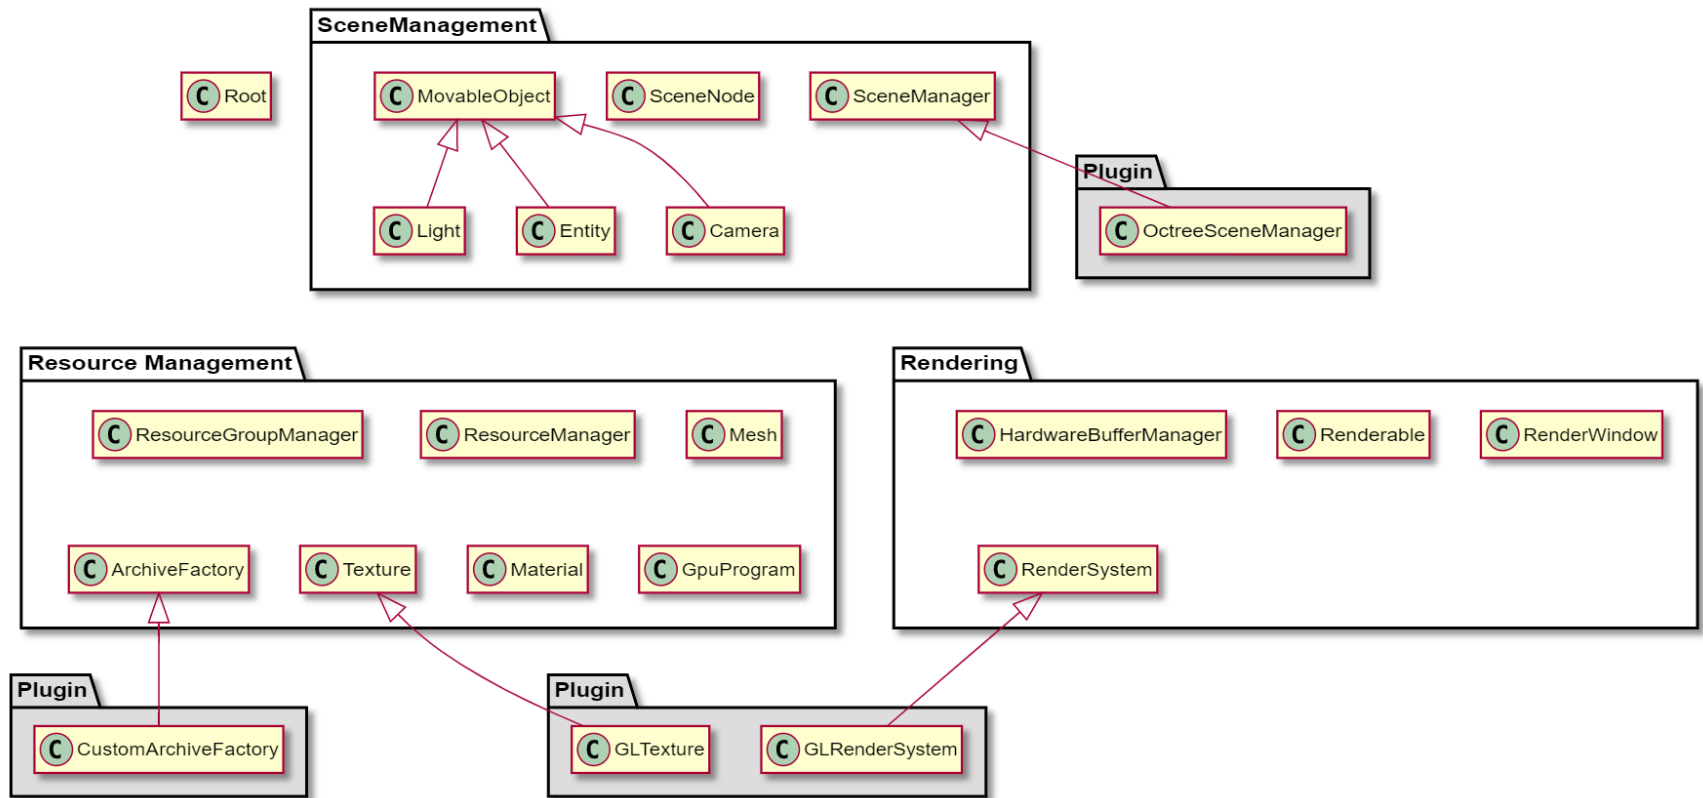 SceneManagement
C Root
C MovableObject
C SceneNode
C SceneManager
Plugin
C Light
C Entity
C Camera
C OctreeSceneManager
Resource Management
Rendering
C ResourceGroupManager
C ResourceManager
C Mesh
C HardwareBufferManager
C Renderable
C RenderWindow
C ArchiveFactory
C Texture
C Material
C GpuProgram
C RenderSystem
Plugin
Plugin
C CustomArchiveFactory
C GLTexture
C GLRenderSystem